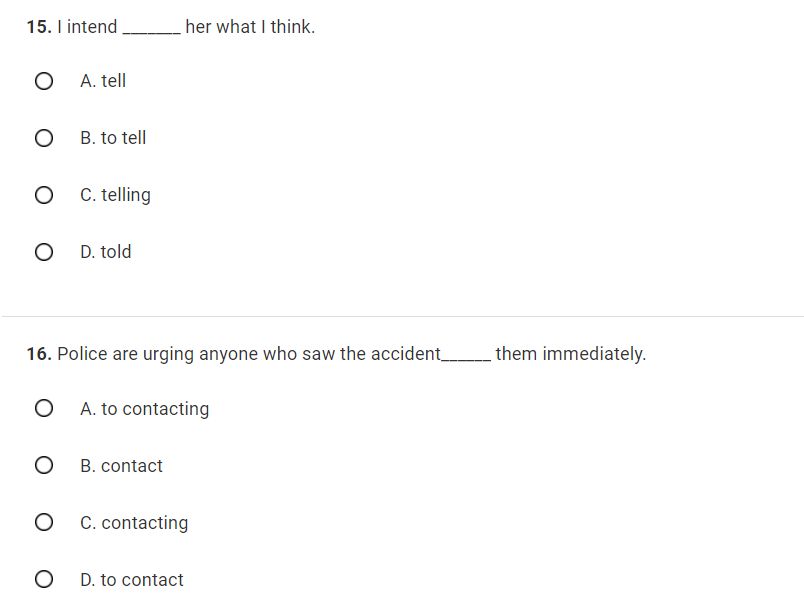 15. I intend _______ her what I think.
A. tell
B. to tell
C. telling
D. told
16. Police are urging anyone who saw the accident______ them immediately.
A. to contacting
B. contact
C. contacting
D. to contact